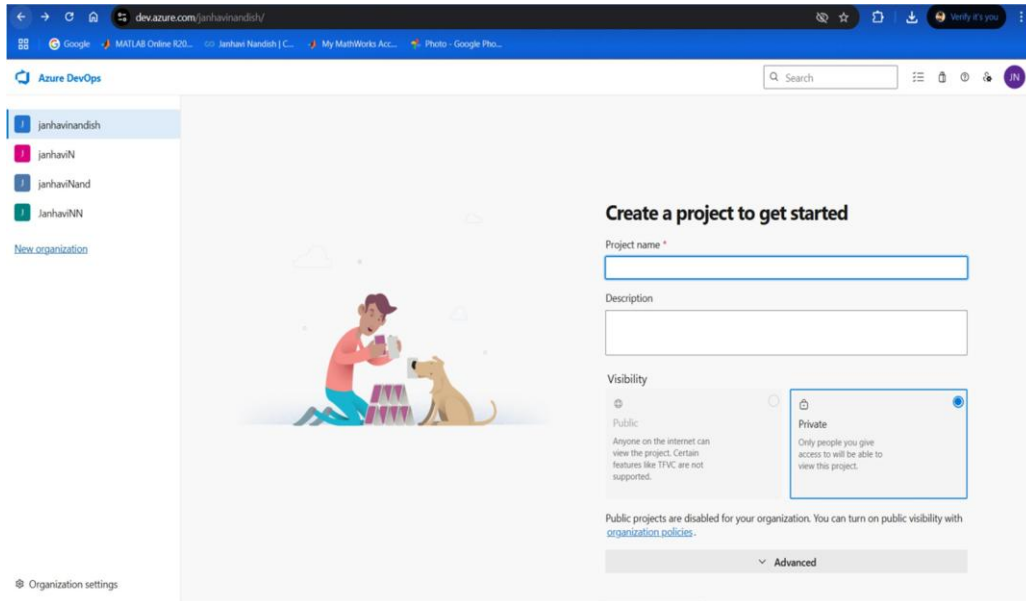 dev.azure.com/janhavinandish/
Verify it's you
Google
MATLAB Online R20...
Janhavi Nandish | C...
My MathWorks Acc...
Photo - Google Pho...
Azure DevOps
Search
JN
J janhavinandish
J janhaviN
J janhaviNand
J JanhaviNN
New organization
Create a project to get started
Project name *
Description
Visibility
Public
Anyone on the internet can
view the project. Certain
features like TFVC are not
supported.
Private
Only people you give
access to will be able to
view this project.
Public projects are disabled for your organization. You can turn on public visibility with
organization policies.
Advanced
Organization settings